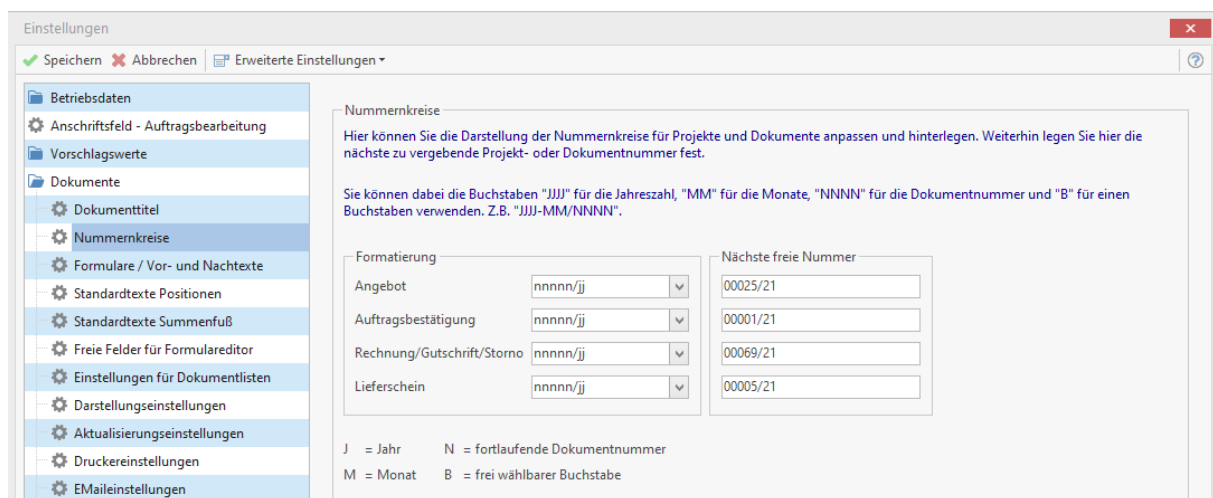 Einstellungen
Speichern Abbrechen Erweiterte Einstellungen
Betriebsdaten
Anschriftsfeld - Auftragsbearbeitung
Vorschlagswerte
Dokumente
Dokumenttitel
Nummernkreise
Formulare / Vor- und Nachtexte
Standardtexte Positionen
Standardtexte Summenfuß
Freie Felder für Formulareditor
Einstellungen für Dokumentlisten
Darstellungseinstellungen
Aktualisierungseinstellungen
Druckereinstellungen
EMaileinstellungen
Nummernkreise
Hier können Sie die Darstellung der Nummernkreise für Projekte und Dokumente anpassen und hinterlegen. Weiterhin legen Sie hier die
nächste zu vergebende Projekt- oder Dokumentnummer fest.
Sie können dabei die Buchstaben "JJJJ" für die Jahreszahl, "MM" für die Monate, "NNNN" für die Dokumentnummer und "B" für einen
Buchstaben verwenden. Z.B. "JJJJ-MM/NNNN".
Formatierung Nächste freie Nummer
Angebot nnnnn/jj 00025/21
Auftragsbestätigung nnnnn/jj 00001/21
Rechnung/Gutschrift/Storno nnnnn/jj 00069/21
Lieferschein nnnnn/jj 00005/21
J = Jahr N = fortlaufende Dokumentnummer
M = Monat B = frei wählbarer Buchstabe